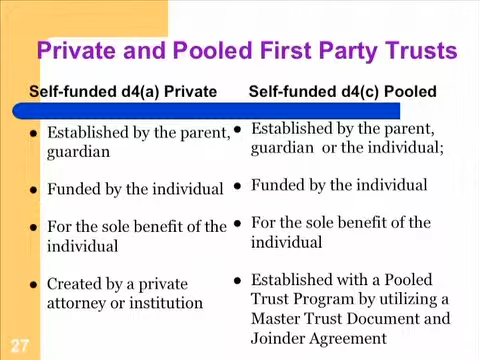 Private and Pooled First Party Trusts
Self-funded d4(a) Private
Established by the parent,
guardian
Funded by the individual
For the sole benefit of the
individual
Created by a private
attorney or institution
Self-funded d4(c) Pooled
Established by the parent,
guardian or the individual;
Funded by the individual
For the sole benefit of the
individual
Established with a Pooled
Trust Program by utilizing a
Master Trust Document and
Joinder Agreement
27